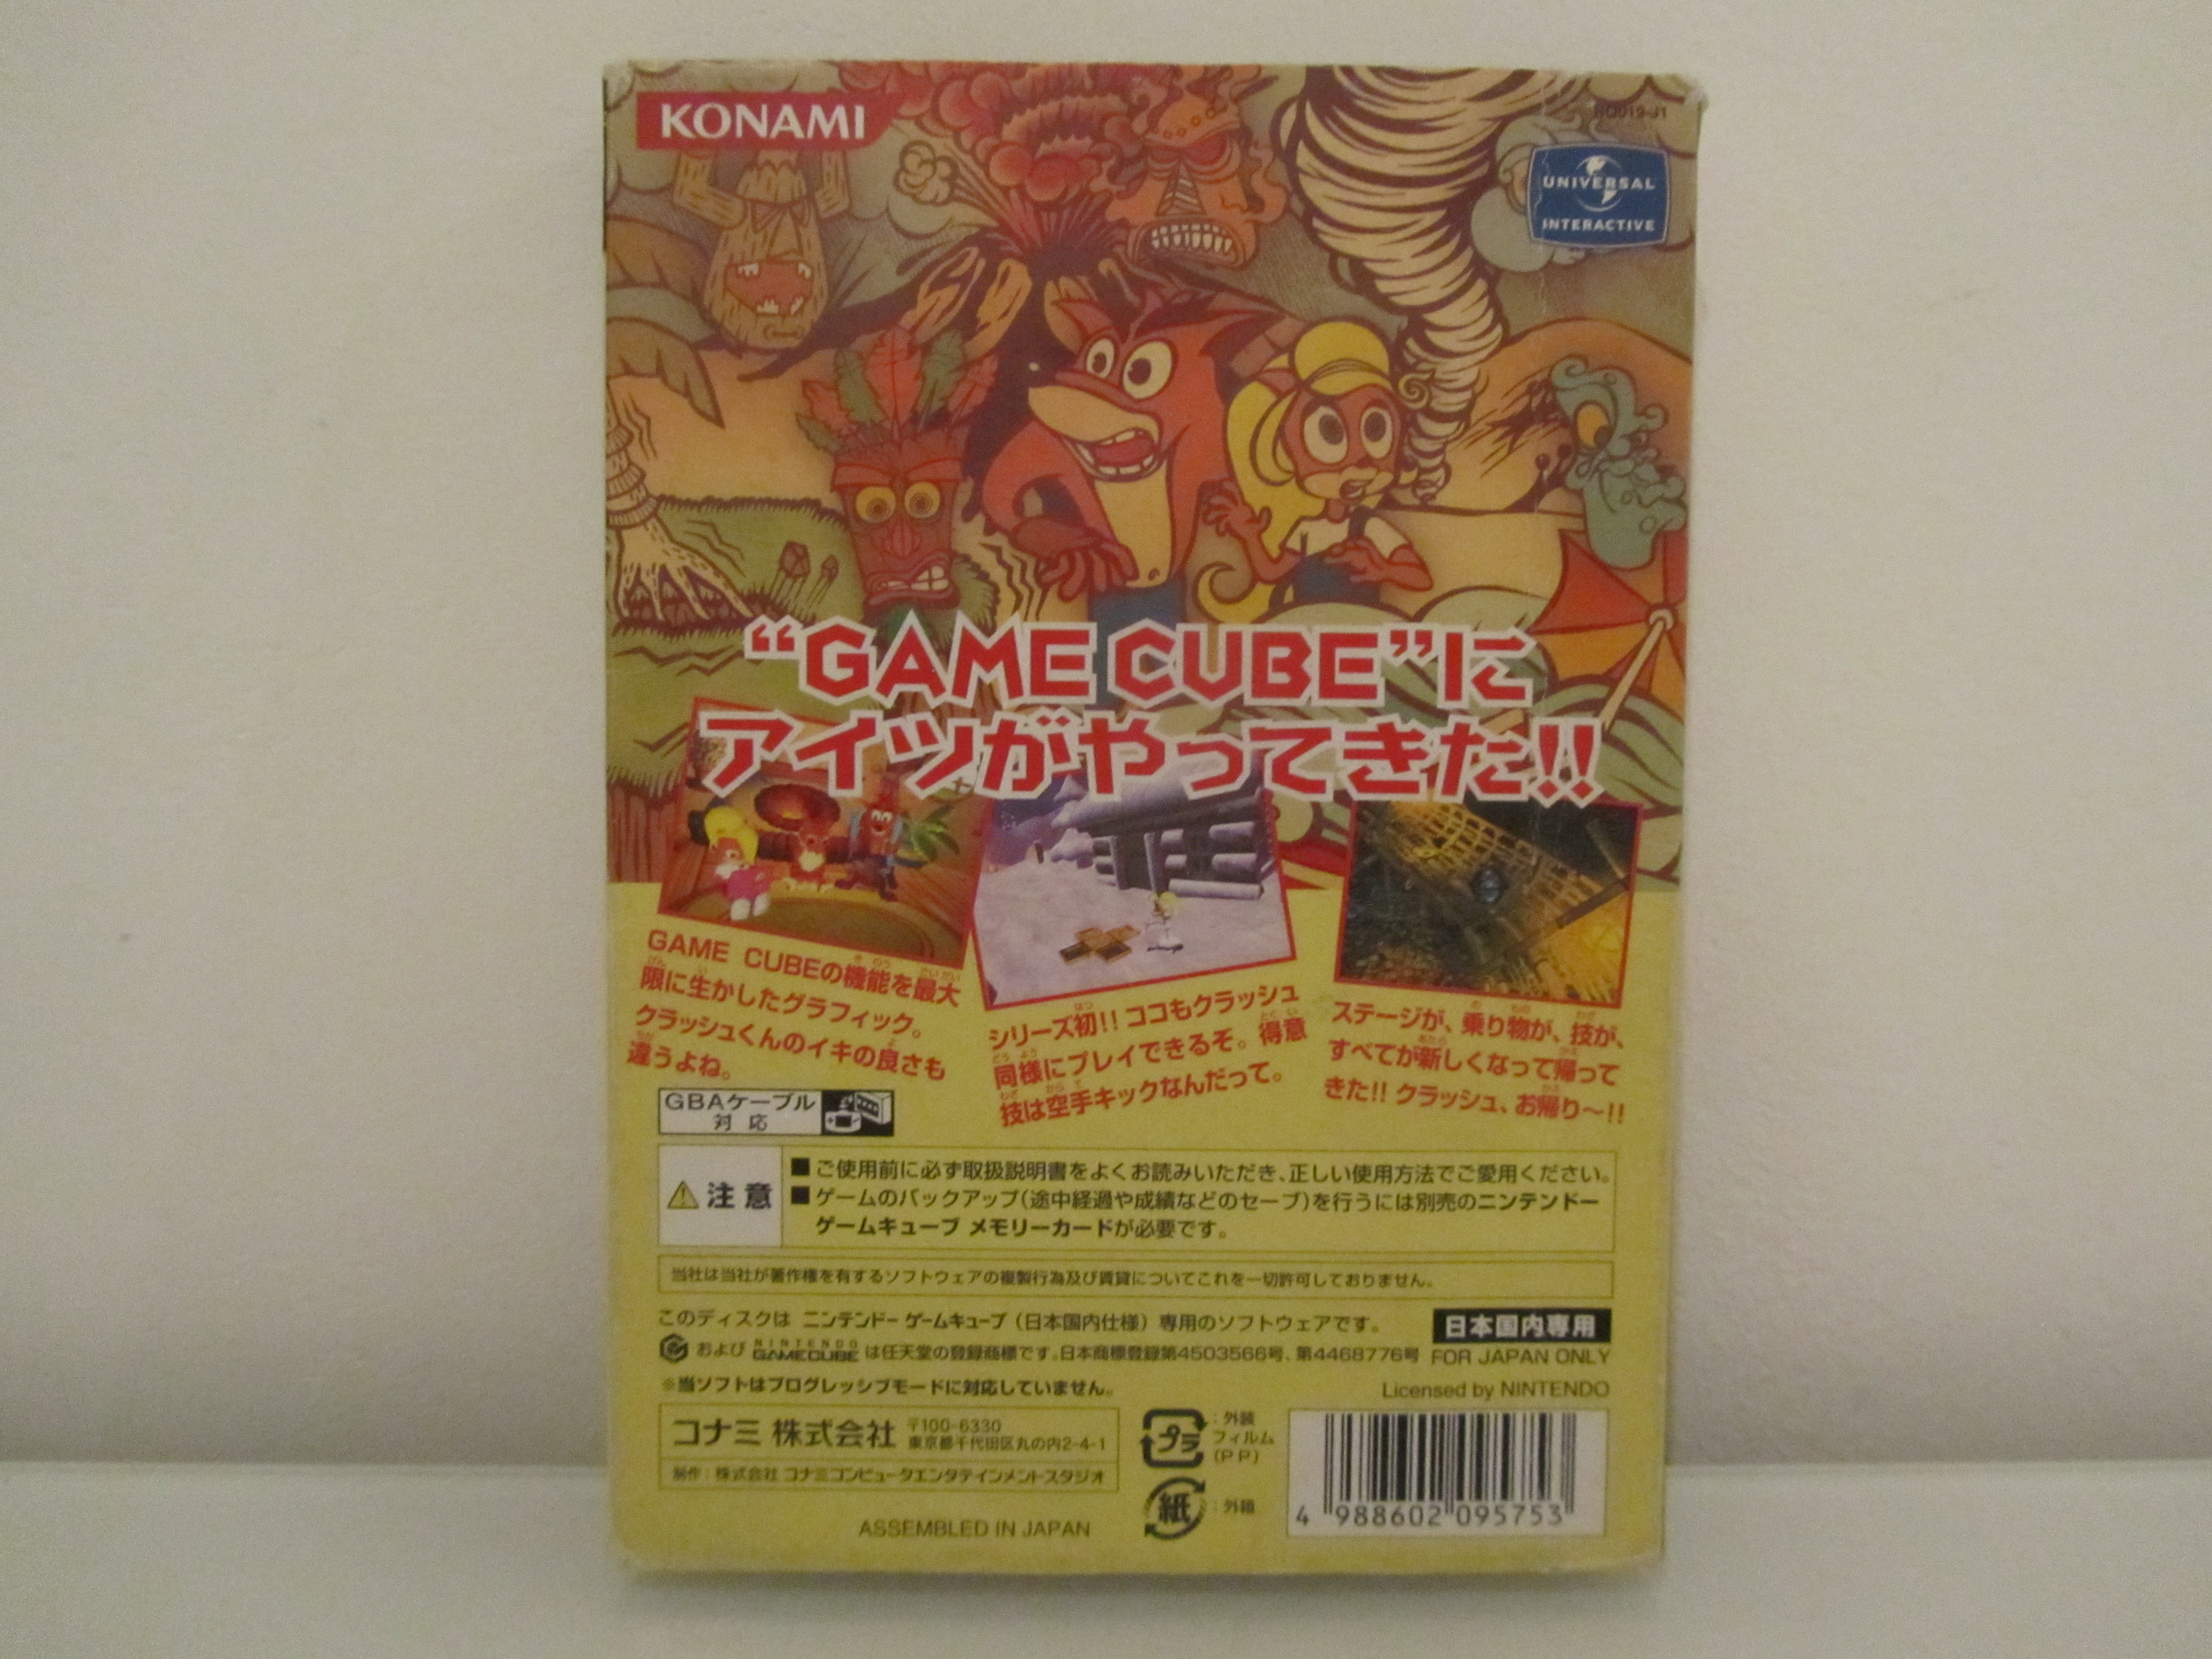 KONAMI
UNIVERSAL
INTERACTIVE
“GAME CUBE”に
アイツがやってきた!!
GAME CUBEの機能を最大
限に生かしたグラフィック。
クラッシュくんのイキの良さも
違うよね。
シリーズ初!! ココもクラッシュ
同様にプレイできるぞ。得意
技は空手キックなんだって。
ステージが、乗り物が、技が、
すべてが新しくなって帰って
きた!! クラッシュ、お帰り〜!!
GBAケーブル
対応
注意
■ご使用前に必ず取扱説明書をよくお読みいただき、正しい使用方法でご愛用ください。
■ゲームのバックアップ(途中経過や成績などのセーブ)を行うには別売のニンテンドー
ゲームキューブ メモリーカードが必要です。
当社は当社が著作権を有するソフトウェアの複製行為及び賃貸についてこれを一切許可しておりません。
このディスクは ニンテンドー ゲームキューブ (日本国内仕様) 専用のソフトウェアです。
および NINTENDO GAMECUBE は任天堂の登録商標です。日本商標登録第4503566号、第4468776号
日本国内専用
FOR JAPAN ONLY
※当ソフトはプログレッシブモードに対応していません。
Licensed by NINTENDO
コナミ 株式会社 〒100-6330
東京都千代田区丸の内2-4-1
制作：株式会社 コナミコンピュータエンタテインメントスタジオ
ASSEMBLED IN JAPAN
プラ ：外装
フィルム
(PP)
紙 ：外箱
4 988602 095753